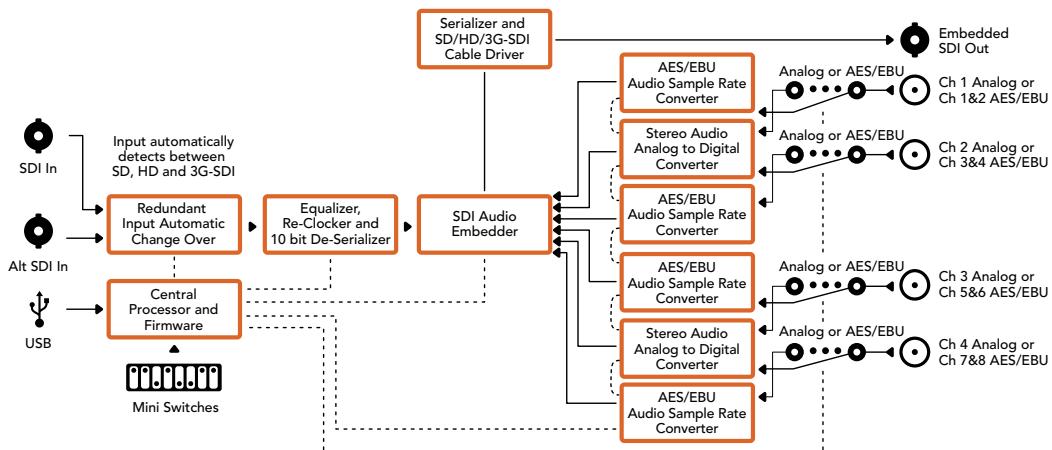 Serializer and
SD/HD/3G-SDI
Cable Driver
Embedded
SDI Out
AES/EBU
Audio Sample Rate
Converter
Analog or AES/EBU
Ch 1 Analog or
Ch 1&2 AES/EBU
SDI In
Input automatically
detects between
SD, HD and 3G-SDI
Stereo Audio
Analog to Digital
Converter
Analog or AES/EBU
Ch 2 Analog or
Ch 3&4 AES/EBU
Alt SDI In
Redundant
Input Automatic
Change Over
Equalizer,
Re-Clocker and
10 bit De-Serializer
SDI Audio
Embedder
AES/EBU
Audio Sample Rate
Converter
USB
Central
Processor and
Firmware
AES/EBU
Audio Sample Rate
Converter
Analog or AES/EBU
Ch 3 Analog or
Ch 5&6 AES/EBU
Mini Switches
Stereo Audio
Analog to Digital
Converter
Analog or AES/EBU
Ch 4 Analog or
Ch 7&8 AES/EBU
AES/EBU
Audio Sample Rate
Converter